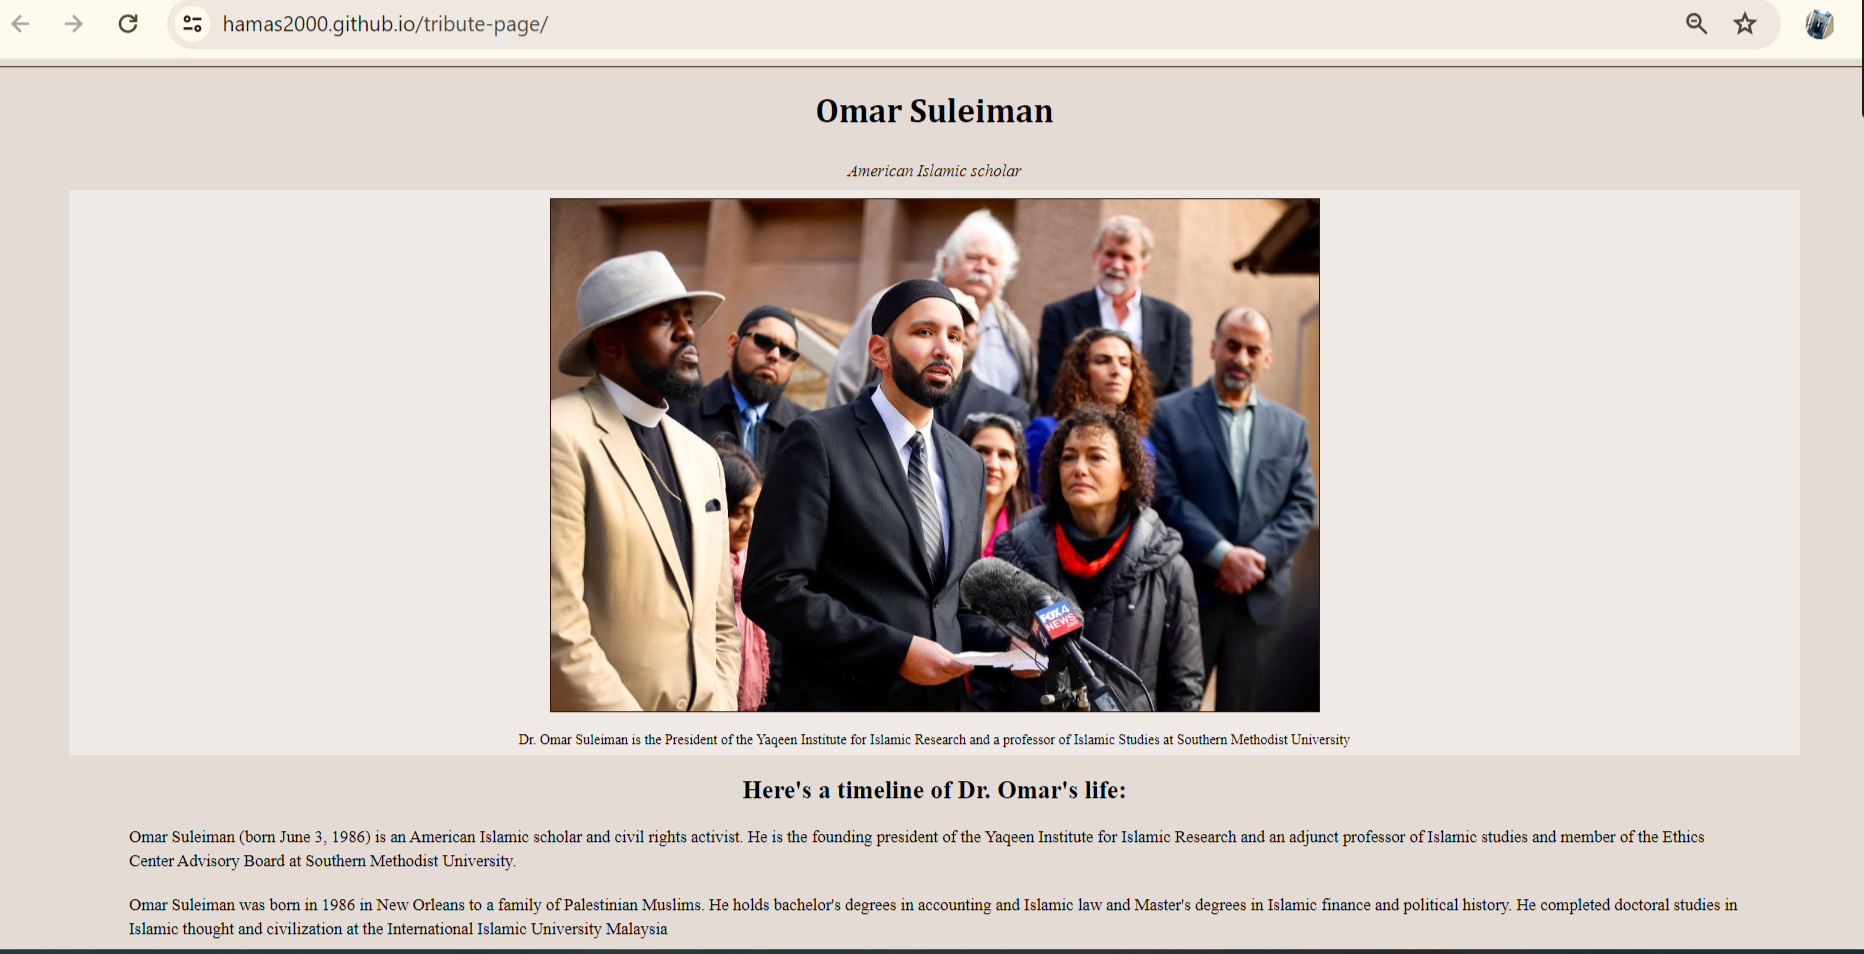 hamas2000.github.io/tribute-page/
Omar Suleiman
American Islamic scholar
FOX 4
NEWS
Dr. Omar Suleiman is the President of the Yaqeen Institute for Islamic Research and a professor of Islamic Studies at Southern Methodist University
Here's a timeline of Dr. Omar's life:
Omar Suleiman (born June 3, 1986) is an American Islamic scholar and civil rights activist. He is the founding president of the Yaqeen Institute for Islamic Research and an adjunct professor of Islamic studies and member of the Ethics
Center Advisory Board at Southern Methodist University.
Omar Suleiman was born in 1986 in New Orleans to a family of Palestinian Muslims. He holds bachelor's degrees in accounting and Islamic law and Master's degrees in Islamic finance and political history. He completed doctoral studies in
Islamic thought and civilization at the International Islamic University Malaysia